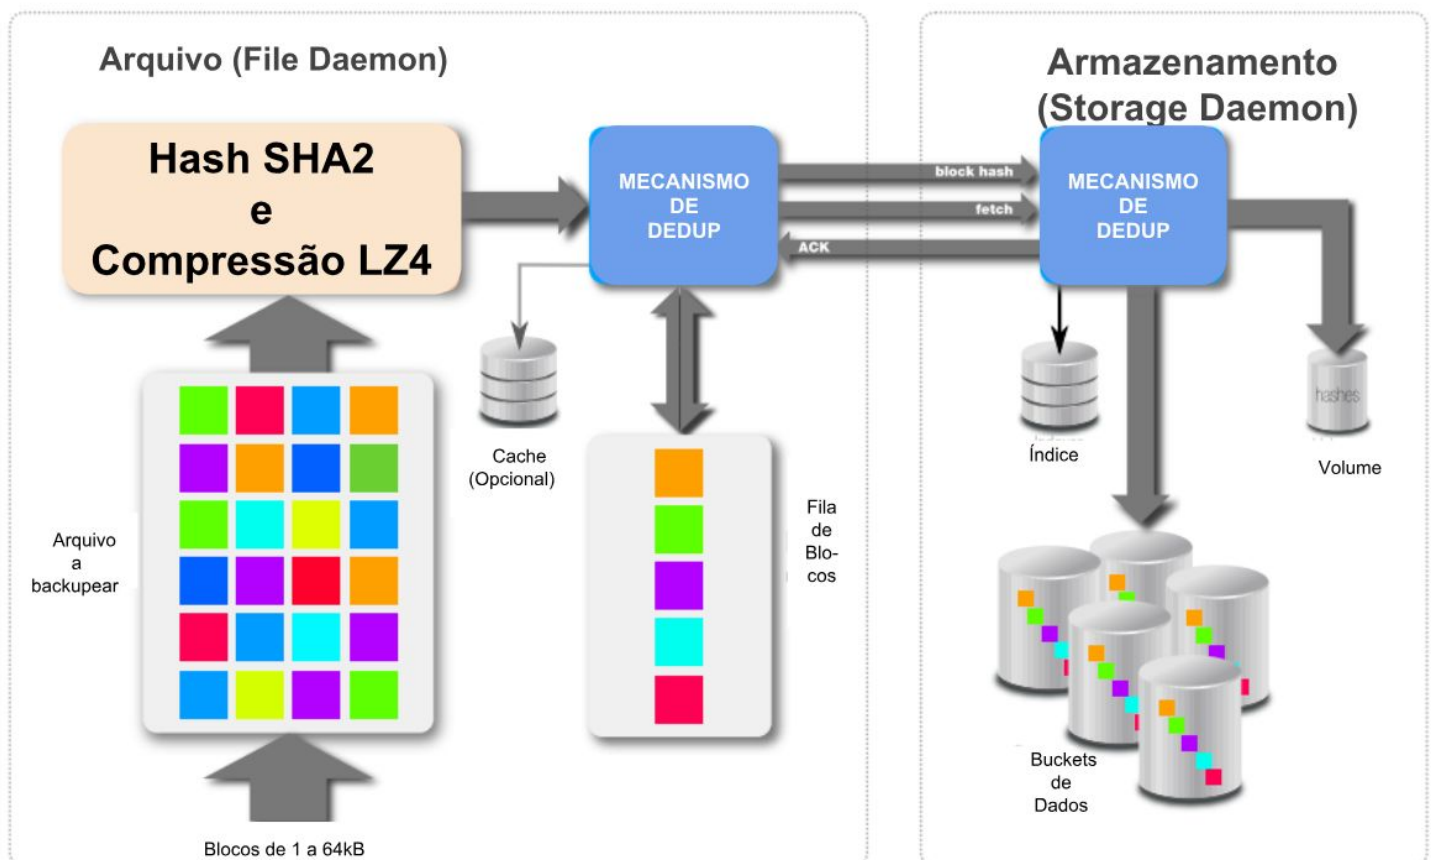 Arquivo (File Daemon)
Armazenamento
(Storage Daemon)
Hash SHA2
e
Compressão LZ4
MECANISMO
DE
DEDUP
block hash
fetch
ACK
MECANISMO
DE
DEDUP
hashes
Cache
(Opcional)
Índice
Volume
Arquivo
a
backupear
Fila
de
Blo-
cos
Buckets
de
Dados
Blocos de 1 a 64kB